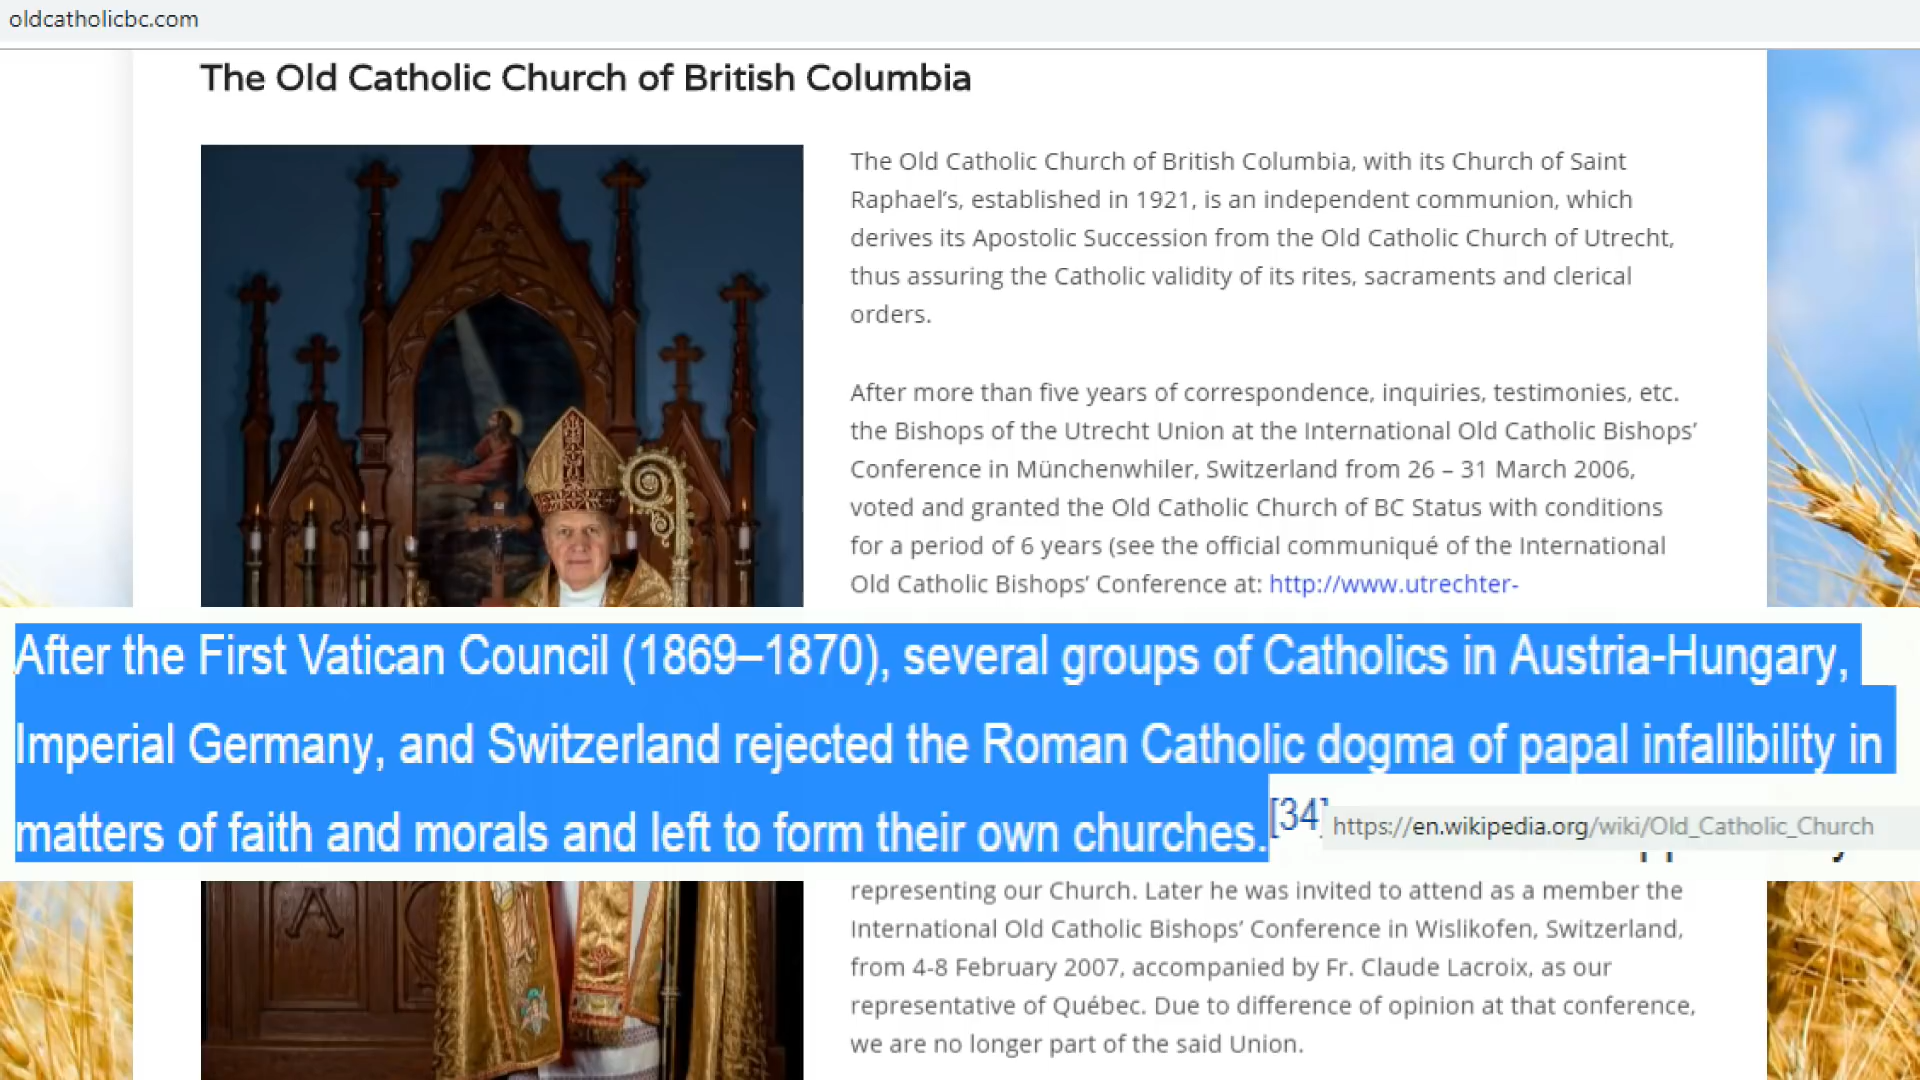 oldcatholicbc.com
The Old Catholic Church of British Columbia
The Old Catholic Church of British Columbia, with its Church of Saint
Raphael’s, established in 1921, is an independent communion, which
derives its Apostolic Succession from the Old Catholic Church of Utrecht,
thus assuring the Catholic validity of its rites, sacraments and clerical
orders.
After more than five years of correspondence, inquiries, testimonies, etc.
the Bishops of the Utrecht Union at the International Old Catholic Bishops’
Conference in Münchenwhiler, Switzerland from 26 – 31 March 2006,
voted and granted the Old Catholic Church of BC Status with conditions
for a period of 6 years (see the official communiqué of the International
Old Catholic Bishops’ Conference at: http://www.utrechter-
After the First Vatican Council (1869–1870), several groups of Catholics in Austria-Hungary,
Imperial Germany, and Switzerland rejected the Roman Catholic dogma of papal infallibility in
matters of faith and morals and left to form their own churches.[34]
https://en.wikipedia.org/wiki/Old_Catholic_Church
representing our Church. Later he was invited to attend as a member the
International Old Catholic Bishops’ Conference in Wislikofen, Switzerland,
from 4-8 February 2007, accompanied by Fr. Claude Lacroix, as our
representative of Québec. Due to difference of opinion at that conference,
we are no longer part of the said Union.